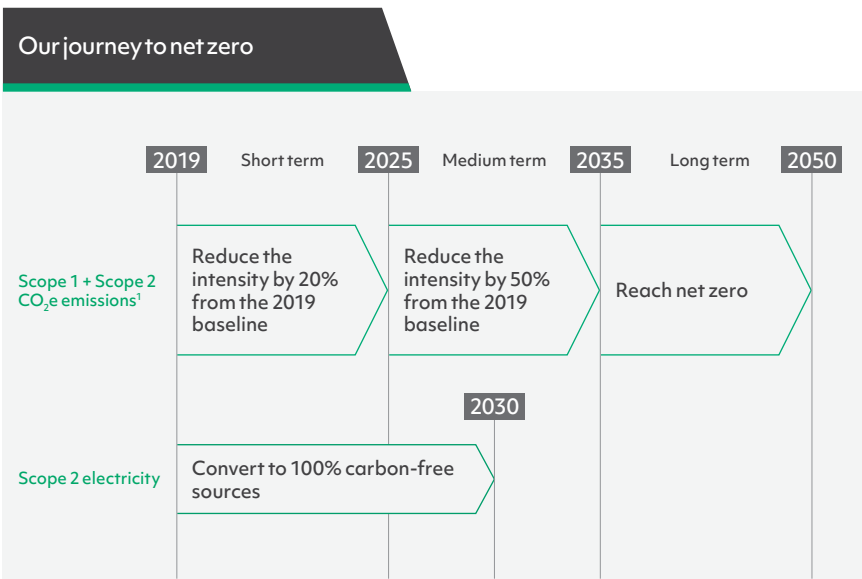 Our journey to net zero
2019 Short term 2025 Medium term 2035 Long term 2050
Scope 1 + Scope 2
CO₂e emissions¹
Reduce the
intensity by 20%
from the 2019
baseline
Reduce the
intensity by 50%
from the 2019
baseline
Reach net zero
2030
Scope 2 electricity
Convert to 100% carbon-free
sources